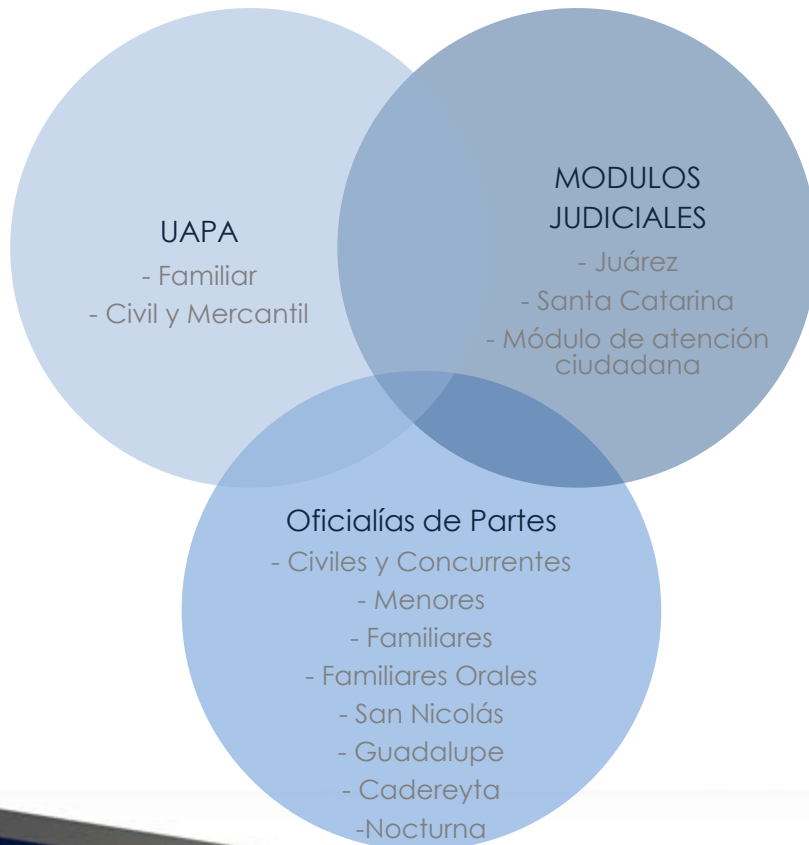 UAPA
- Familiar
- Civil y Mercantil
MODULOS
JUDICIALES
- Juárez
- Santa Catarina
- Módulo de atención
ciudadana
Oficialías de Partes
- Civiles y Concurrentes
- Menores
- Familiares
- Familiares Orales
- San Nicolás
- Guadalupe
- Cadereyta
-Nocturna